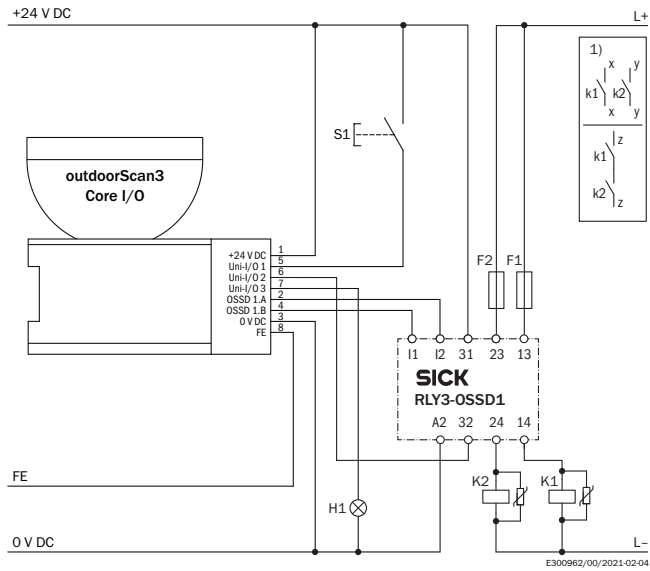 +24 V DC
L+
1)
x y
k1 k2
x y
z
k1
k2
z
S1
outdoorScan3
Core I/O
+24 V DC 1
Uni-I/O 1 5
Uni-I/O 2 6
Uni-I/O 3 7
OSSD 1.A 2
OSSD 1.B 4
0 V DC 3
FE 8
F2 F1
I1 I2 31 23 13
SICK
RLY3-OSSD1
A2 32 24 14
FE
K2 K1
H1
0 V DC
L–
E300962/00/2021-02-04